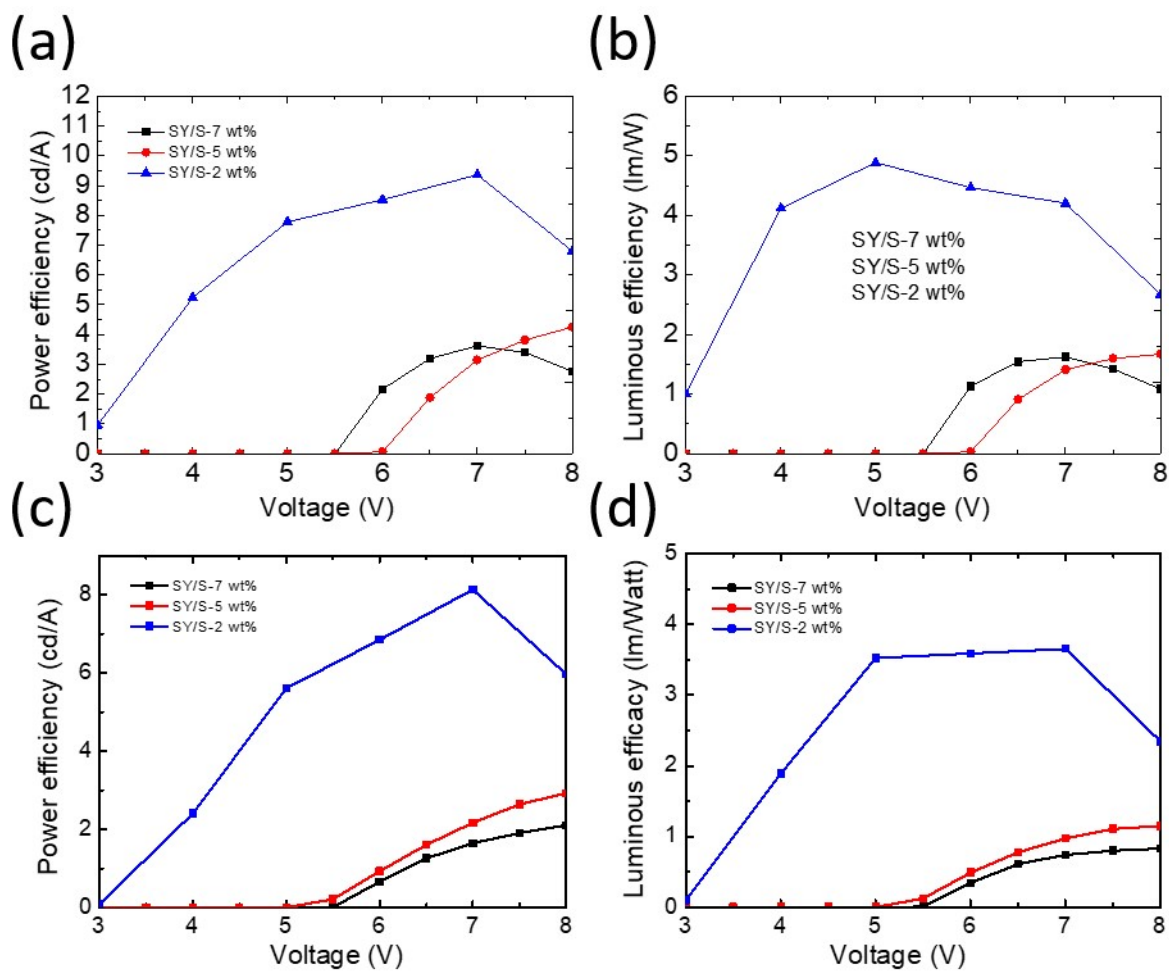 (a)
Power efficiency (cd/A)
12
11
10
9
8
7
6
5
4
3
2
1
0
SY/S-7 wt%
SY/S-5 wt%
SY/S-2 wt%
3 4 5 6 7 8
Voltage (V)
(b)
Luminous efficiency (lm/W)
6
5
4
3
2
1
0
SY/S-7 wt%
SY/S-5 wt%
SY/S-2 wt%
3 4 5 6 7 8
Voltage (V)
(c)
Power efficiency (cd/A)
8
6
4
2
0
SY/S-7 wt%
SY/S-5 wt%
SY/S-2 wt%
3 4 5 6 7 8
Voltage (V)
(d)
Luminous efficacy (lm/Watt)
5
4
3
2
1
0
SY/S-7 wt%
SY/S-5 wt%
SY/S-2 wt%
3 4 5 6 7 8
Voltage (V)